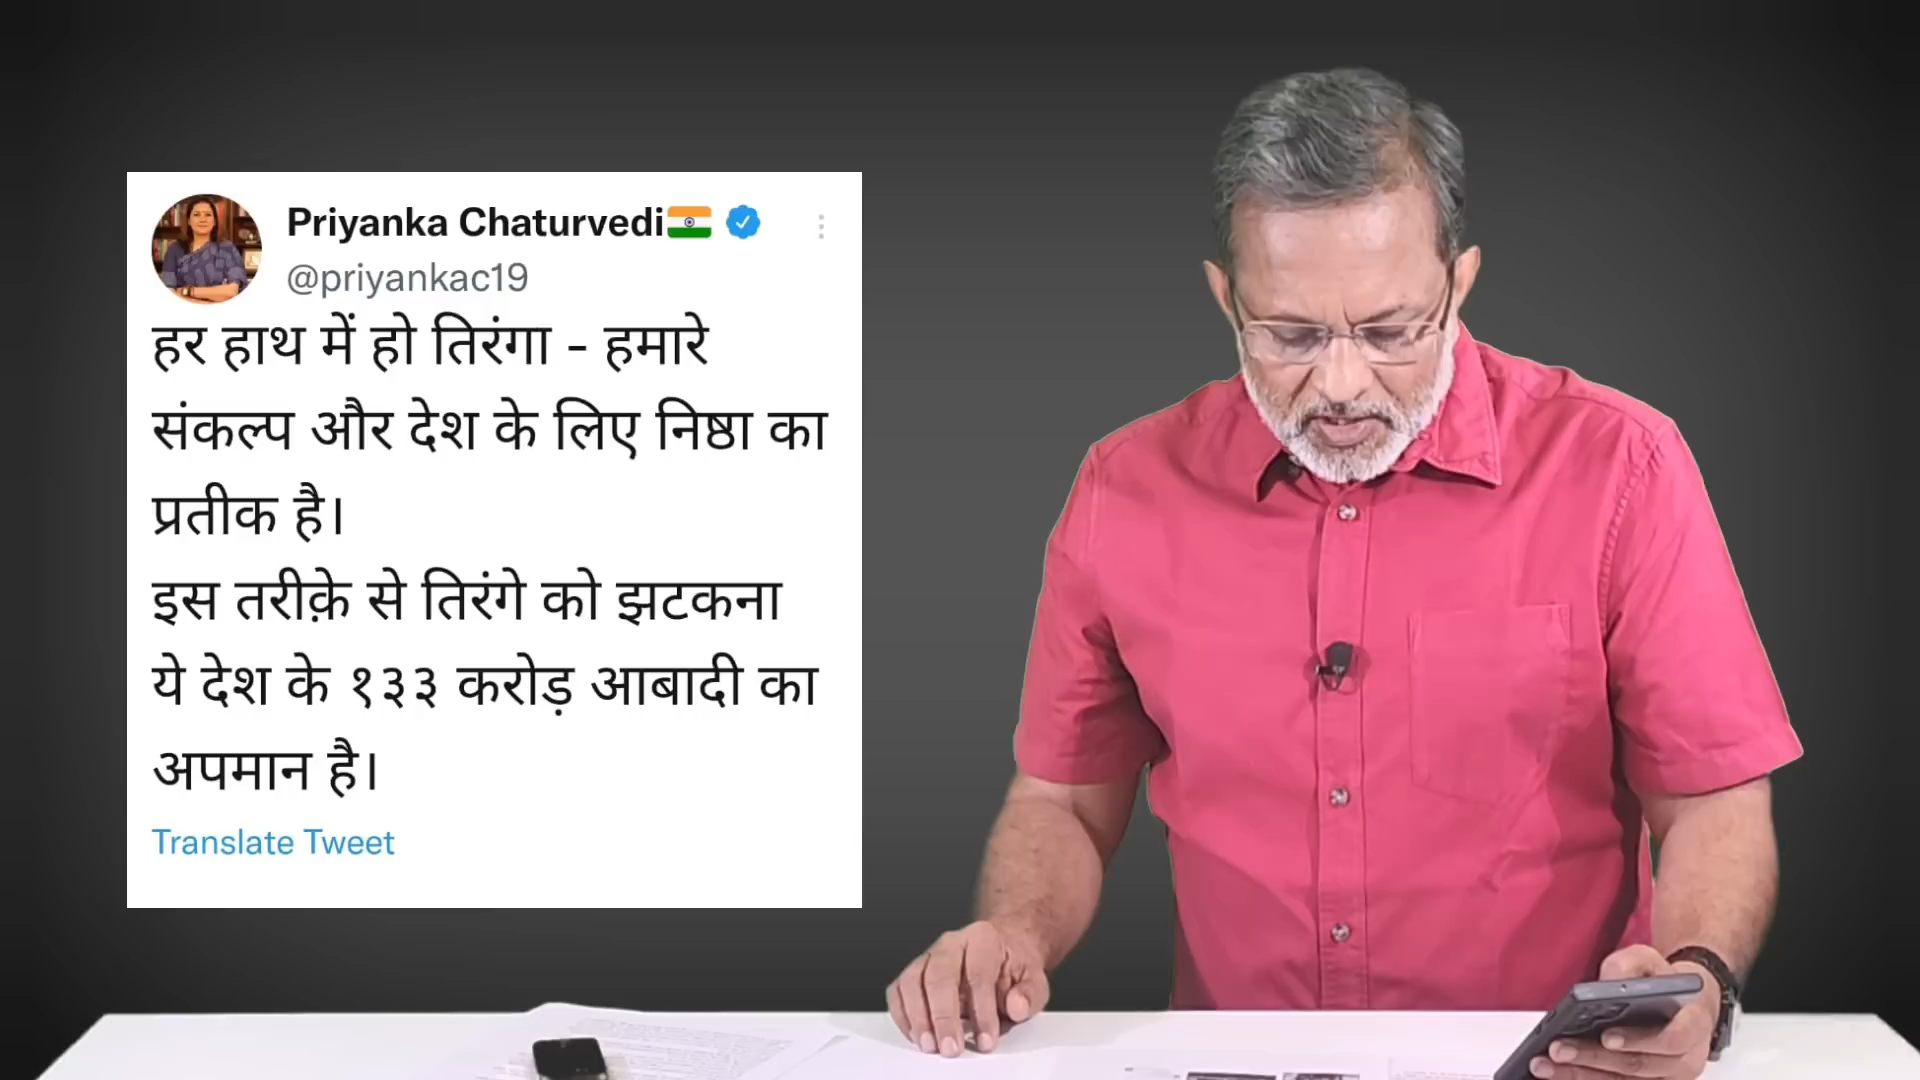 Priyanka Chaturvedi
@priyankac19
हर हाथ में हो तिरंगा - हमारे
संकल्प और देश के लिए निष्ठा का
प्रतीक है।
इस तरीक़े से तिरंगे को झटकना
ये देश के १३३ करोड़ आबादी का
अपमान है।
Translate Tweet